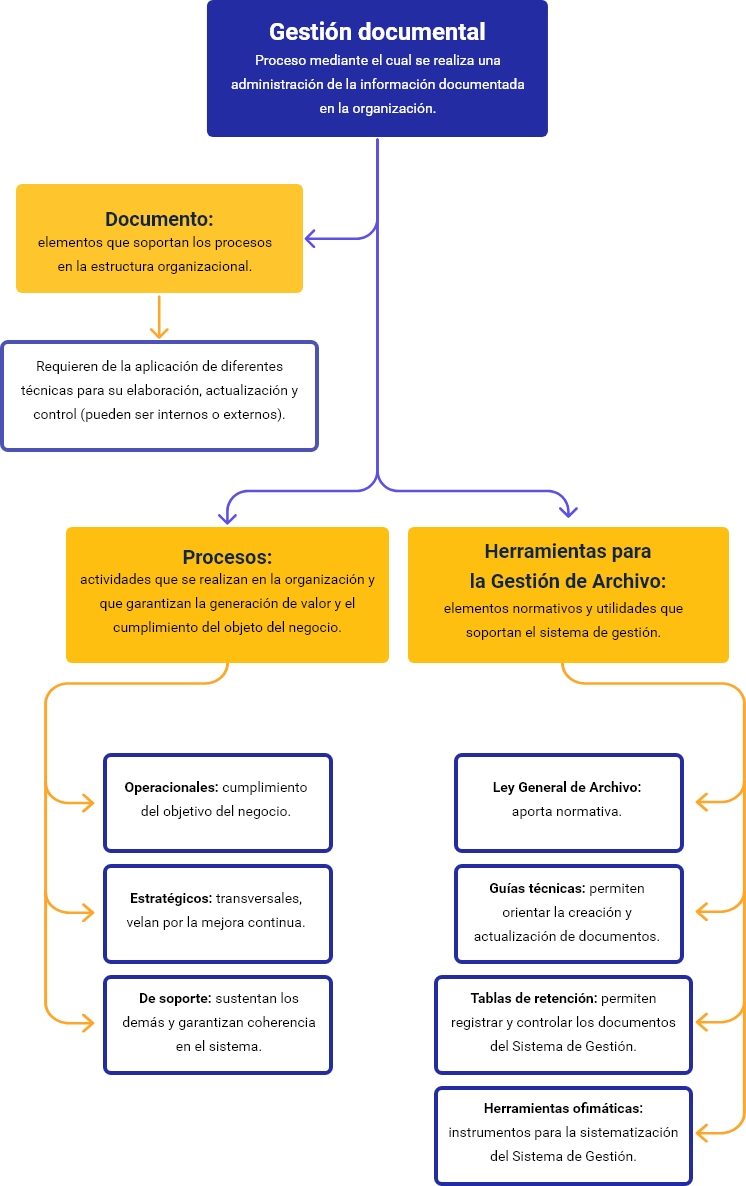 Gestión documental
Proceso mediante el cual se realiza una
administración de la información documentada
en la organización.
Documento:
elementos que soportan los procesos
en la estructura organizacional.
Requieren de la aplicación de diferentes
técnicas para su elaboración, actualización y
control (pueden ser internos o externos).
Procesos:
actividades que se realizan en la organización y
que garantizan la generación de valor y el
cumplimiento del objeto del negocio.
Herramientas para
la Gestión de Archivo:
elementos normativos y utilidades que
soportan el sistema de gestión.
Operacionales: cumplimiento
del objetivo del negocio.
Estratégicos: transversales,
velan por la mejora continua.
De soporte: sustentan los
demás y garantizan coherencia
en el sistema.
Ley General de Archivo:
aporta normativa.
Guías técnicas: permiten
orientar la creación y
actualización de documentos.
Tablas de retención: permiten
registrar y controlar los documentos
del Sistema de Gestión.
Herramientas ofimáticas:
instrumentos para la sistematización
del Sistema de Gestión.